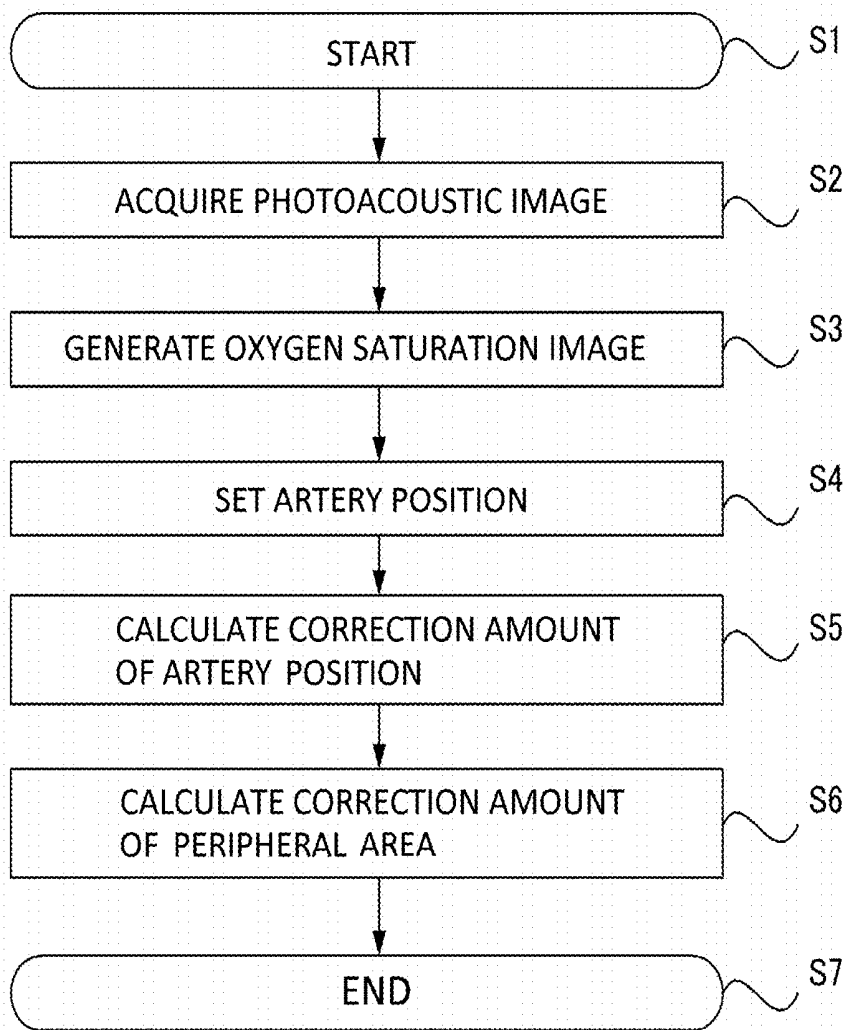 START
S1
ACQUIRE PHOTOACOUSTIC IMAGE
S2
GENERATE OXYGEN SATURATION IMAGE
S3
SET ARTERY POSITION
S4
CALCULATE CORRECTION AMOUNT
OF ARTERY POSITION
S5
CALCULATE CORRECTION AMOUNT
OF PERIPHERAL AREA
S6
END
S7